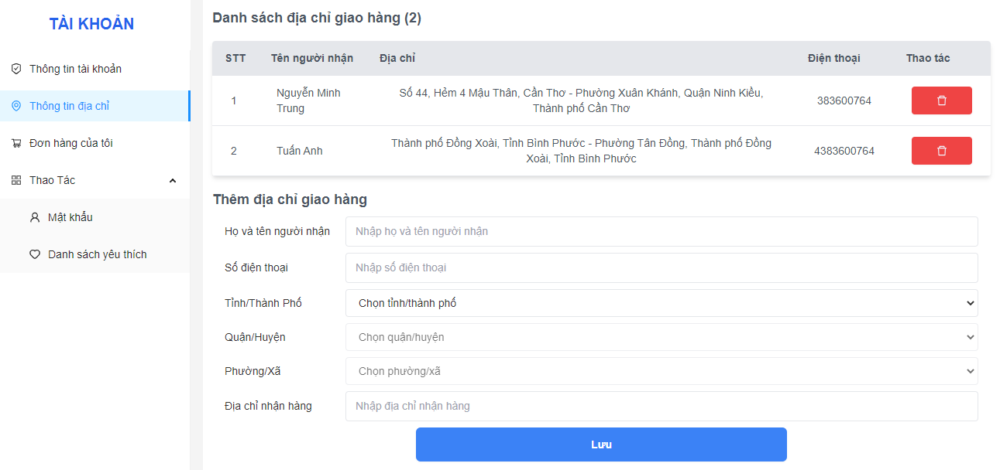 TÀI KHOẢN
Thông tin tài khoản
Thông tin địa chỉ
Đơn hàng của tôi
Thao Tác
Mật khẩu
Danh sách yêu thích
Danh sách địa chỉ giao hàng (2)
STT Tên người nhận Địa chỉ Điện thoại Thao tác
1 Nguyễn Minh Trung Số 44, Hẻm 4 Mậu Thân, Cần Thơ - Phường Xuân Khánh, Quận Ninh Kiều, Thành phố Cần Thơ 383600764
2 Tuấn Anh Thành phố Đồng Xoài, Tỉnh Bình Phước - Phường Tân Đồng, Thành phố Đồng Xoài, Tỉnh Bình Phước 4383600764
Thêm địa chỉ giao hàng
Họ và tên người nhận Nhập họ và tên người nhận
Số điện thoại Nhập số điện thoại
Tỉnh/Thành Phố Chọn tỉnh/thành phố
Quận/Huyện Chọn quận/huyện
Phường/Xã Chọn phường/xã
Địa chỉ nhận hàng Nhập địa chỉ nhận hàng
Lưu